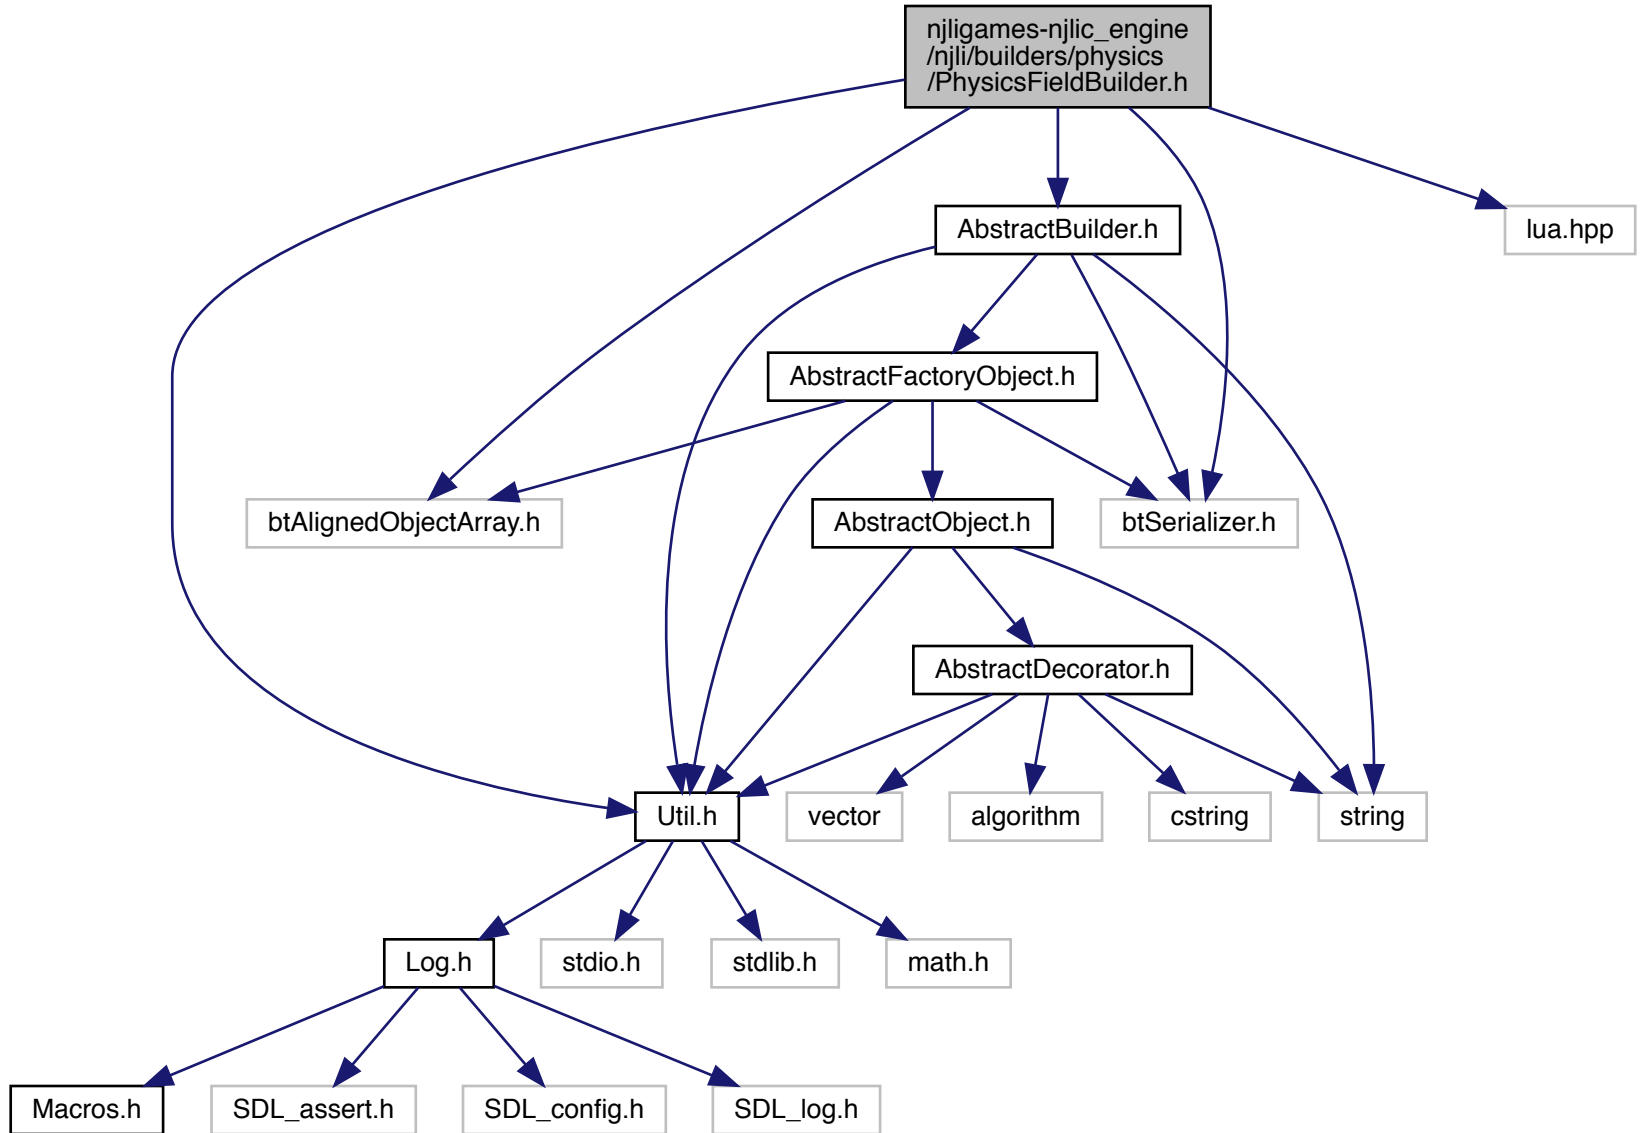 njligames-njlic_engine
/njli/builders/physics
/PhysicsFieldBuilder.h
AbstractBuilder.h
lua.hpp
AbstractFactoryObject.h
btAlignedObjectArray.h
AbstractObject.h
btSerializer.h
AbstractDecorator.h
Util.h
vector
algorithm
cstring
string
Log.h
stdio.h
stdlib.h
math.h
Macros.h
SDL_assert.h
SDL_config.h
SDL_log.h